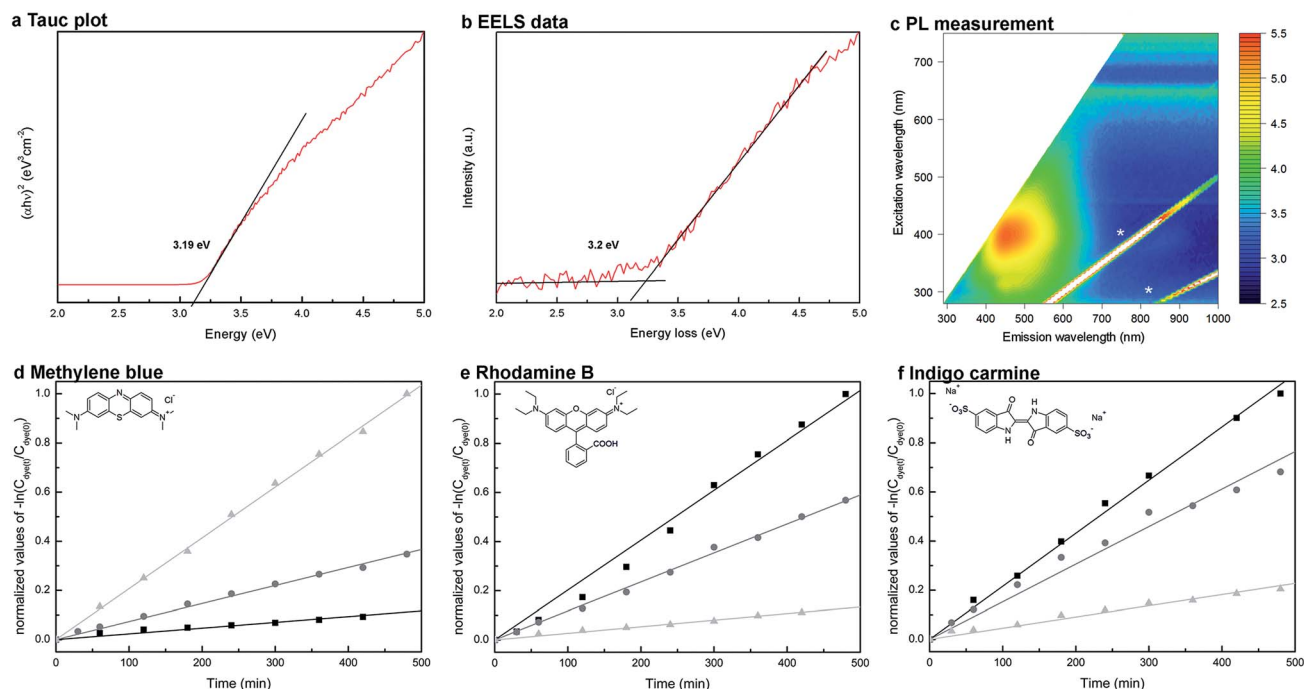 a Tauc plot
(αhν)² (eV³cm⁻²)
3.19 eV
2.0 2.5 3.0 3.5 4.0 4.5 5.0
Energy (eV)
b EELS data
Intensity (a.u.)
3.2 eV
2.0 2.5 3.0 3.5 4.0 4.5 5.0
Energy loss (eV)
c PL measurement
Excitation wavelength (nm)
700
600
500
400
300
*
*
300 400 500 600 700 800 900 1000
Emission wavelength (nm)
5.5
5.0
4.5
4.0
3.5
3.0
2.5
d Methylene blue
normalized values of -ln(C dye(t)/C dye(0))
1.0
0.8
0.6
0.4
0.2
0.0
N
Cl⁻
N S N⁺
0 100 200 300 400 500
Time (min)
e Rhodamine B
normalized values of -ln(C dye(t)/C dye(0))
1.0
0.8
0.6
0.4
0.2
0.0
Cl⁻
N O N⁺
COOH
0 100 200 300 400 500
Time (min)
f Indigo carmine
normalized values of -ln(C dye(t)/C dye(0))
1.0
0.8
0.6
0.4
0.2
0.0
Na⁺
⁻O₃S O H N Na⁺
N H O SO₃⁻
0 100 200 300 400 500
Time (min)